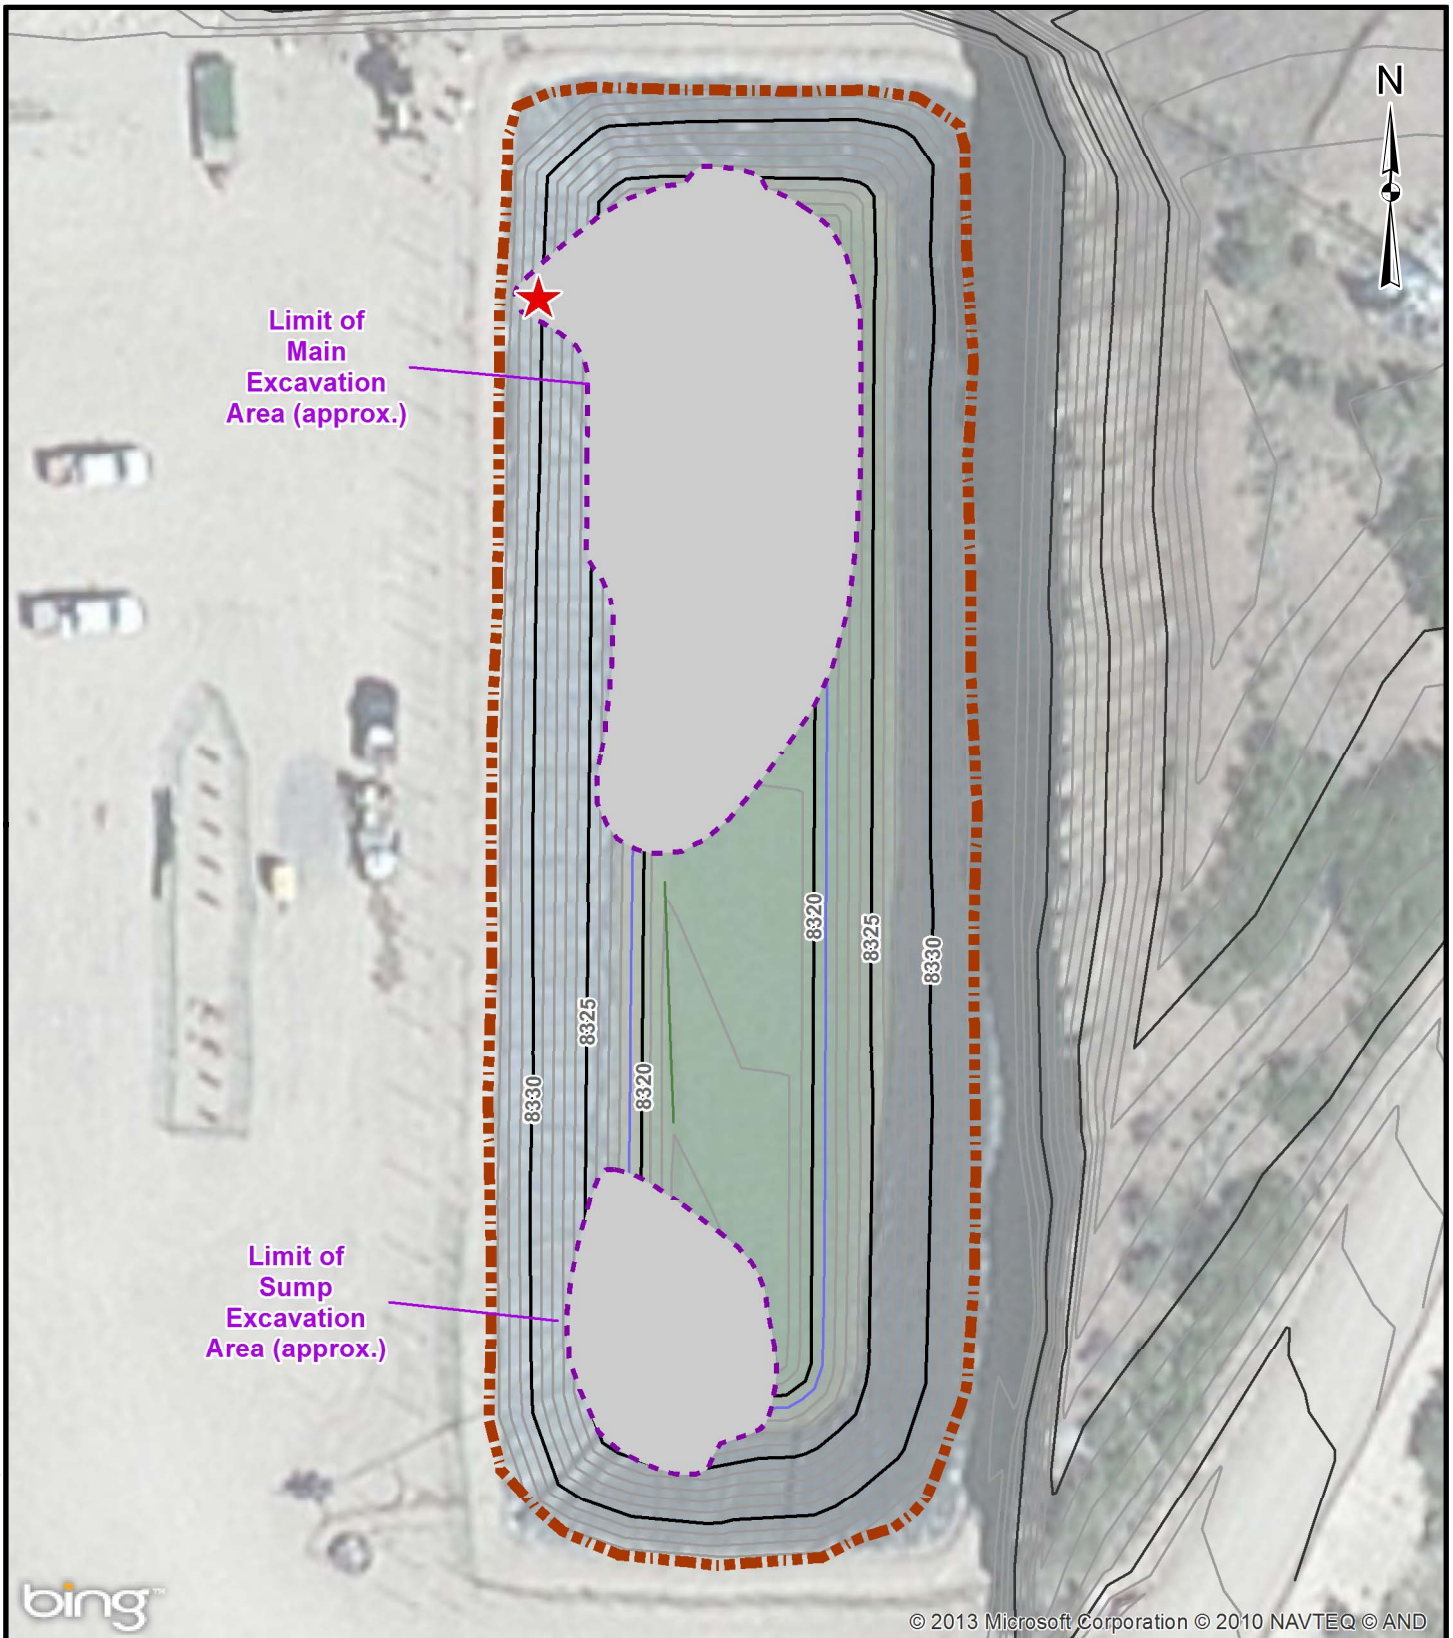 N
Limit of
Main
Excavation
Area (approx.)
8320
8325
8330
8325
8320
8330
Limit of
Sump
Excavation
Area (approx.)
bing™
© 2013 Microsoft Corporation © 2010 NAVTEQ © AND